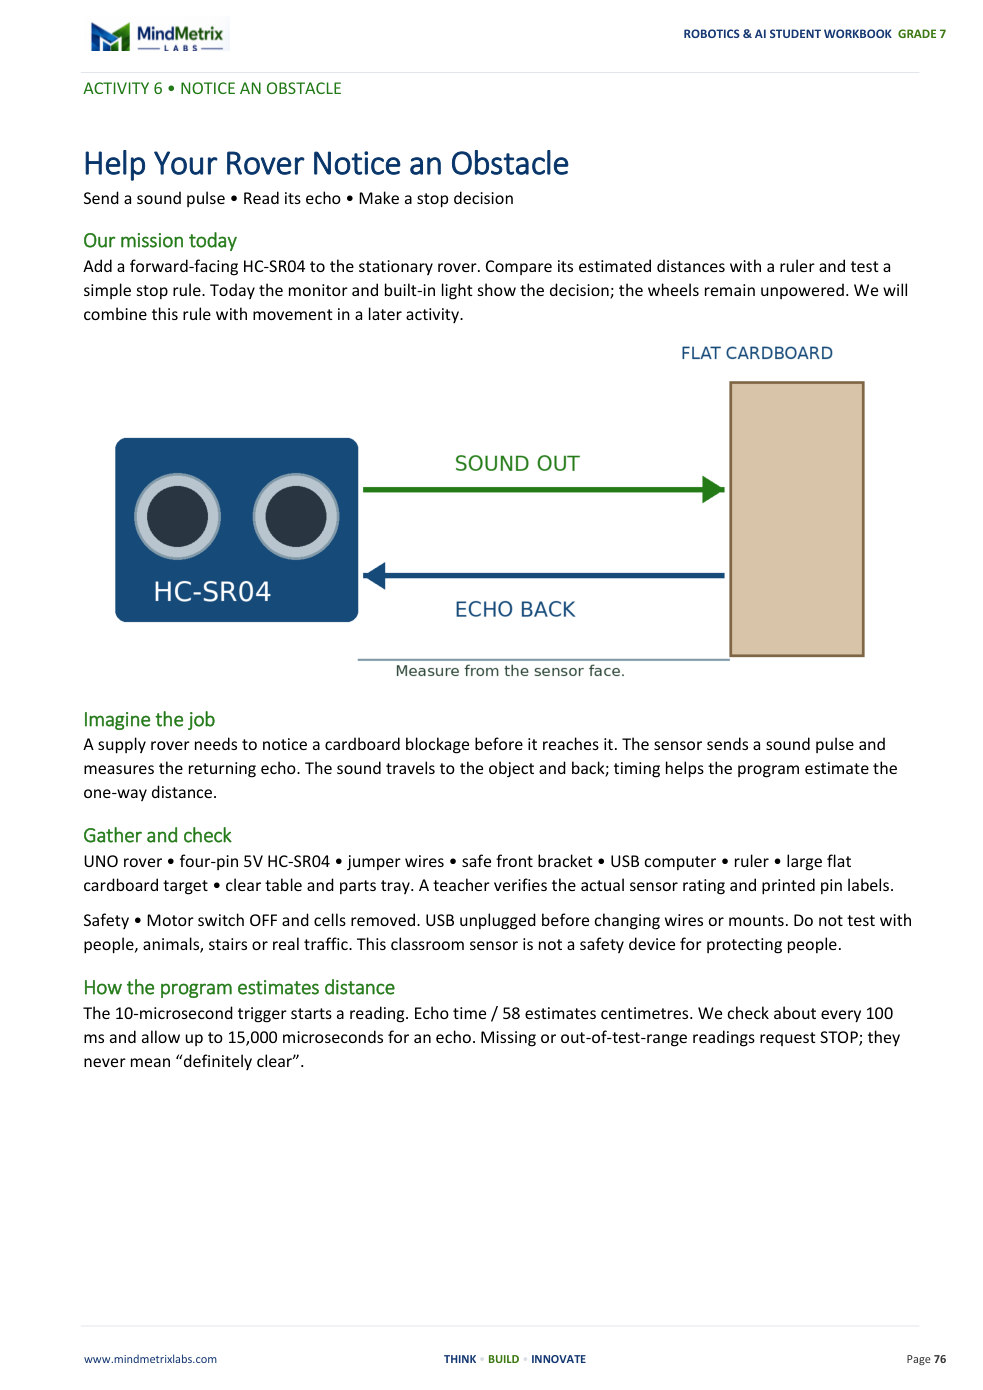 MindMetrix
LABS
ROBOTICS & AI STUDENT WORKBOOK GRADE 7
ACTIVITY 6 • NOTICE AN OBSTACLE
Help Your Rover Notice an Obstacle
Send a sound pulse • Read its echo • Make a stop decision
Our mission today
Add a forward-facing HC-SR04 to the stationary rover. Compare its estimated distances with a ruler and test a
simple stop rule. Today the monitor and built-in light show the decision; the wheels remain unpowered. We will
combine this rule with movement in a later activity.
FLAT CARDBOARD
SOUND OUT
HC-SR04
ECHO BACK
Measure from the sensor face.
Imagine the job
A supply rover needs to notice a cardboard blockage before it reaches it. The sensor sends a sound pulse and
measures the returning echo. The sound travels to the object and back; timing helps the program estimate the
one-way distance.
Gather and check
UNO rover • four-pin 5V HC-SR04 • jumper wires • safe front bracket • USB computer • ruler • large flat
cardboard target • clear table and parts tray. A teacher verifies the actual sensor rating and printed pin labels.
Safety • Motor switch OFF and cells removed. USB unplugged before changing wires or mounts. Do not test with
people, animals, stairs or real traffic. This classroom sensor is not a safety device for protecting people.
How the program estimates distance
The 10-microsecond trigger starts a reading. Echo time / 58 estimates centimetres. We check about every 100
ms and allow up to 15,000 microseconds for an echo. Missing or out-of-test-range readings request STOP; they
never mean “definitely clear”.
www.mindmetrixlabs.com
THINK • BUILD • INNOVATE
Page 76